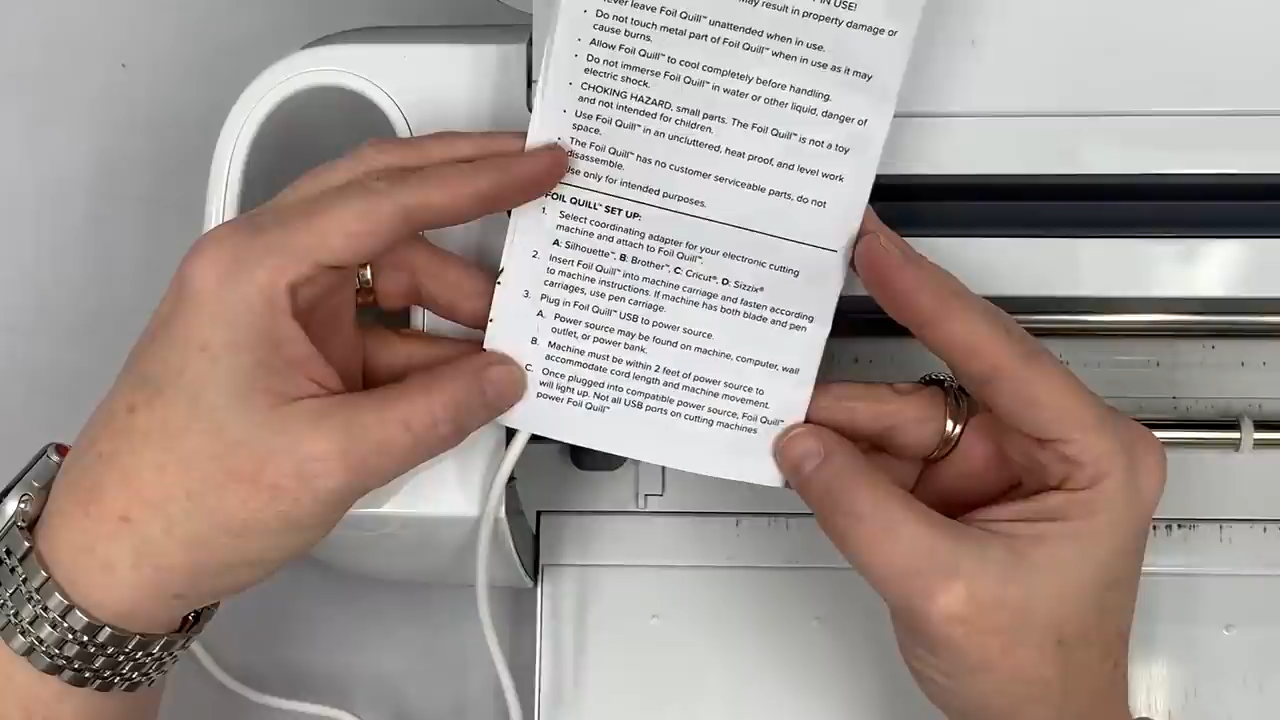 IN USE!
may result in property damage or
never leave Foil Quill™ unattended when in use.
• Do not touch metal part of Foil Quill™ when in use as it may
cause burns.
• Allow Foil Quill™ to cool completely before handling.
• Do not immerse Foil Quill™ in water or other liquid, danger of
electric shock.
• CHOKING HAZARD, small parts. The Foil Quill™ is not a toy
and not intended for children.
• Use Foil Quill™ in an uncluttered, heat proof, and level work
space.
• The Foil Quill™ has no customer serviceable parts, do not
disassemble.
Use only for intended purposes.
FOIL QUILL™ SET UP:
1. Select coordinating adapter for your electronic cutting
machine and attach to Foil Quill™.
A: Silhouette™, B: Brother™, C: Cricut®, D: Sizzix®
2. Insert Foil Quill™ into machine carriage and fasten according
to machine instructions. If machine has both blade and pen
carriages, use pen carriage.
3. Plug in Foil Quill™ USB to power source.
A. Power source may be found on machine, computer, wall
outlet, or power bank.
B. Machine must be within 2 feet of power source to
accommodate cord length and machine movement.
C. Once plugged into compatible power source, Foil Quill™
will light up. Not all USB ports on cutting machines
power Foil Quill™